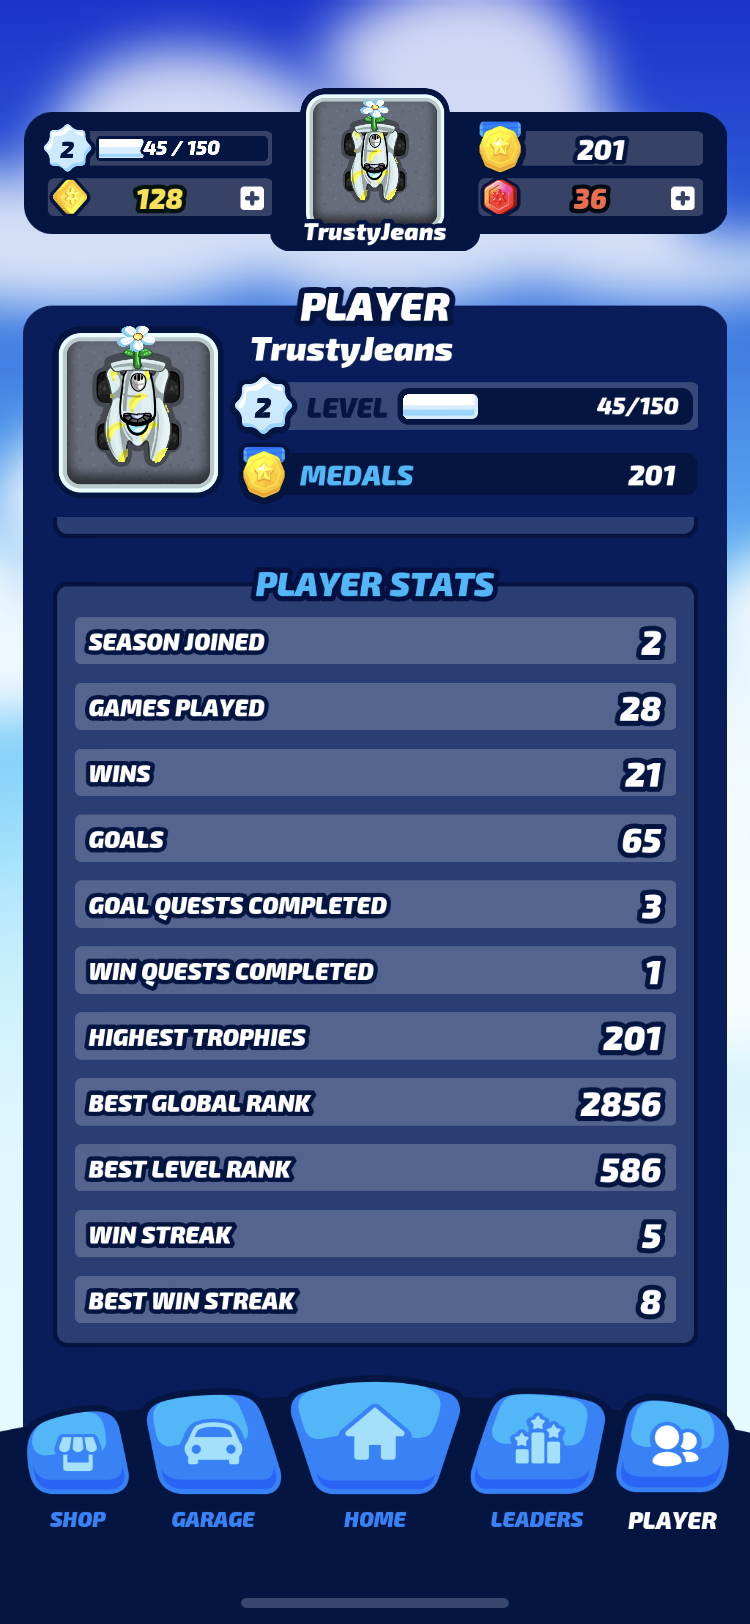 2
45 / 150
201
128
36
TrustyJeans
PLAYER
TrustyJeans
2 LEVEL 45/150
MEDALS 201
PLAYER STATS
SEASON JOINED 2
GAMES PLAYED 28
WINS 21
GOALS 65
GOAL QUESTS COMPLETED 3
WIN QUESTS COMPLETED 1
HIGHEST TROPHIES 201
BEST GLOBAL RANK 2856
BEST LEVEL RANK 586
WIN STREAK 5
BEST WIN STREAK 8
SHOP GARAGE HOME LEADERS PLAYER